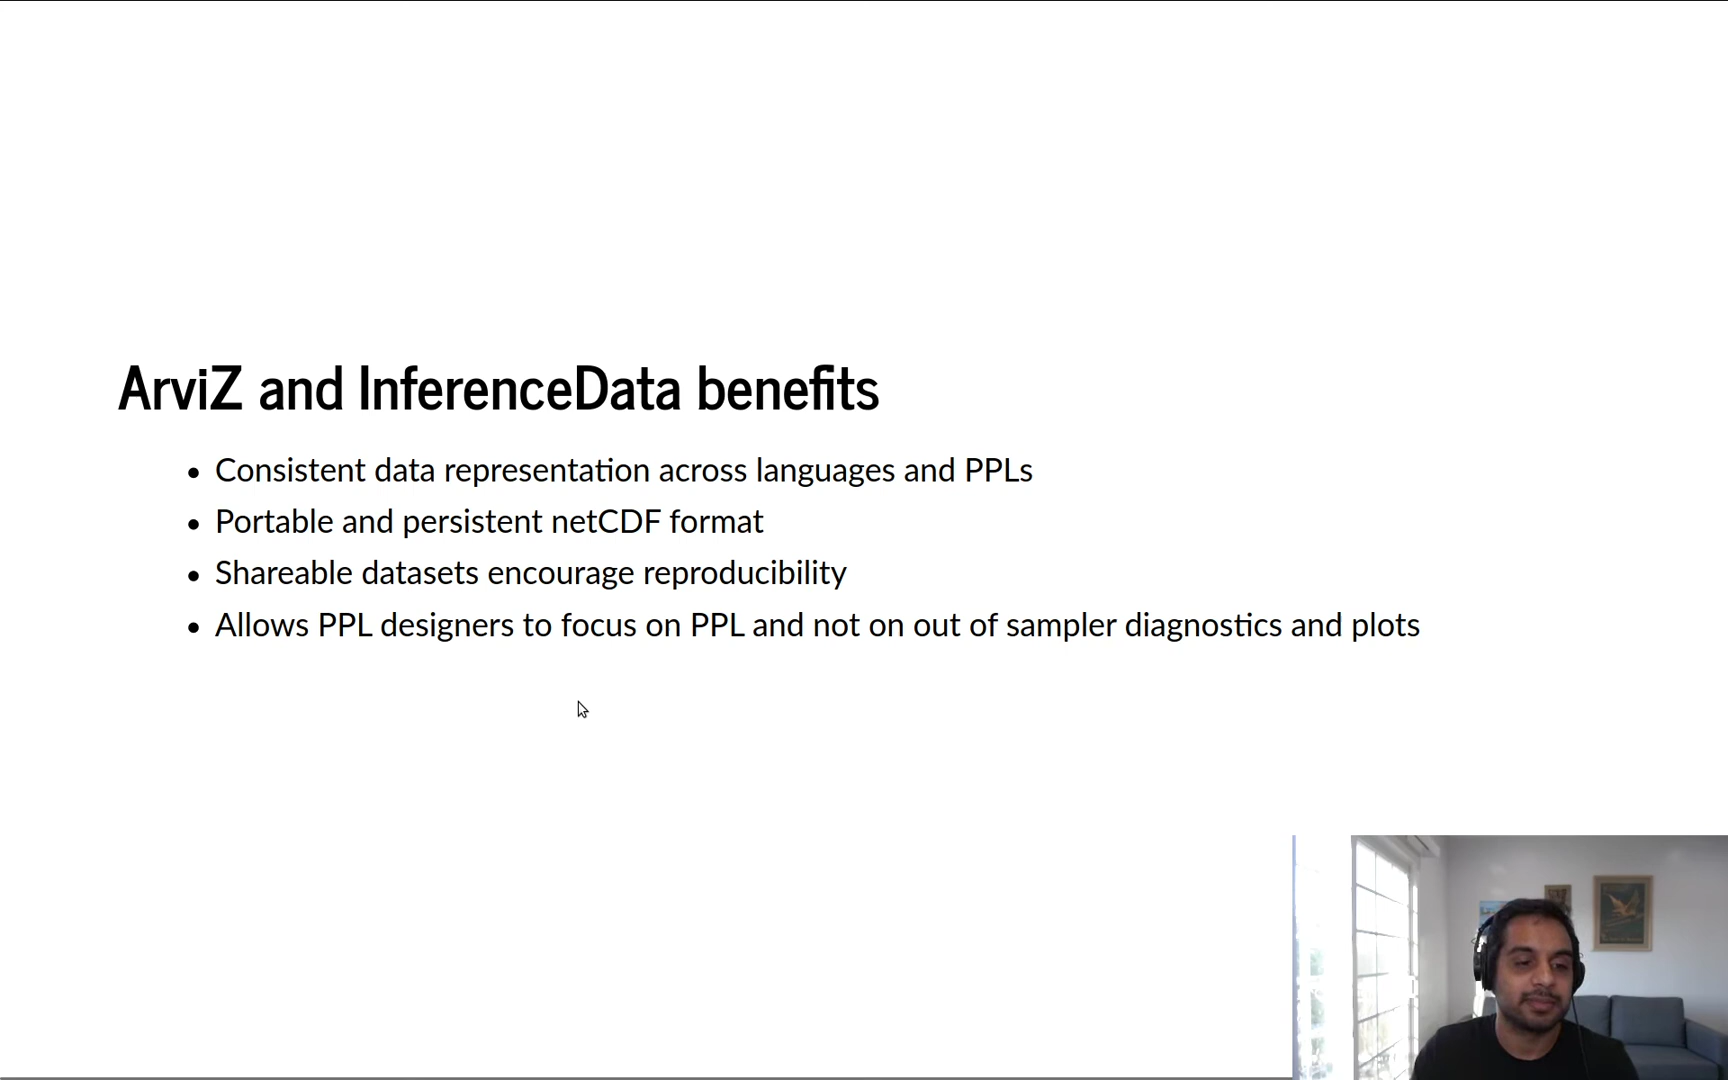 ArviZ and InferenceData benefits
• Consistent data representation across languages and PPLs
• Portable and persistent netCDF format
• Shareable datasets encourage reproducibility
• Allows PPL designers to focus on PPL and not on out of sampler diagnostics and plots